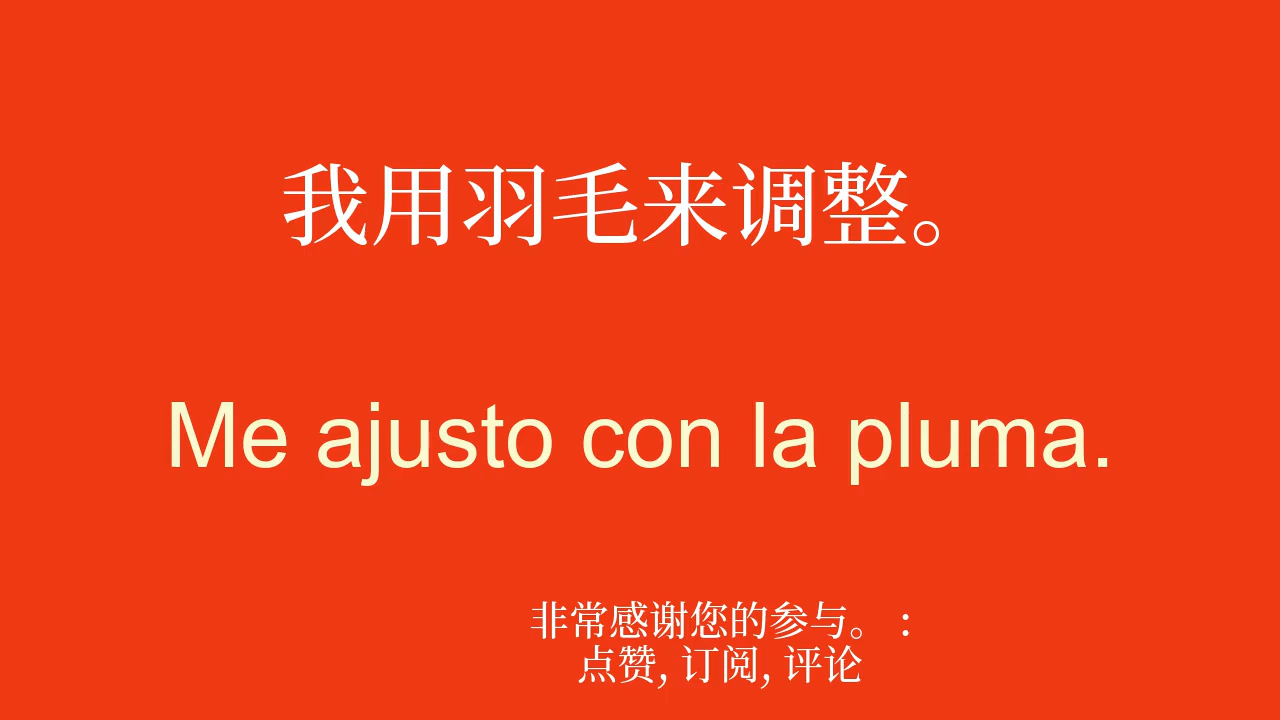 我用羽毛来调整。
Me ajusto con la pluma.
非常感谢您的参与。 :
点赞, 订阅, 评论